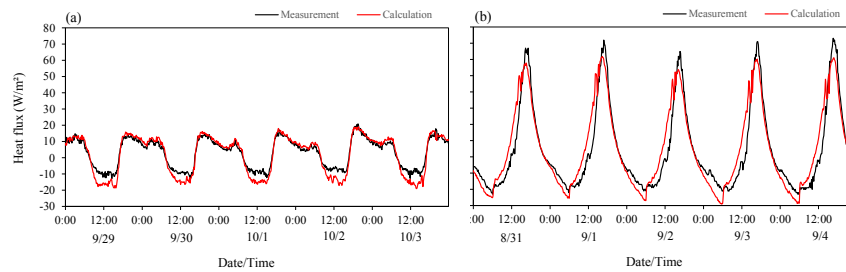 (a)
Measurement
Calculation
80
70
60
50
40
30
20
10
0
-10
-20
-30
Heat flux (W/m²)
0:00 12:00 0:00 12:00 0:00 12:00 0:00 12:00 0:00 12:00
9/29 9/30 10/1 10/2 10/3
Date/Time
(b)
Measurement
Calculation
:00 12:00 0:00 12:00 0:00 12:00 0:00 12:00 0:00 12:00
8/31 9/1 9/2 9/3 9/4
Date/Time